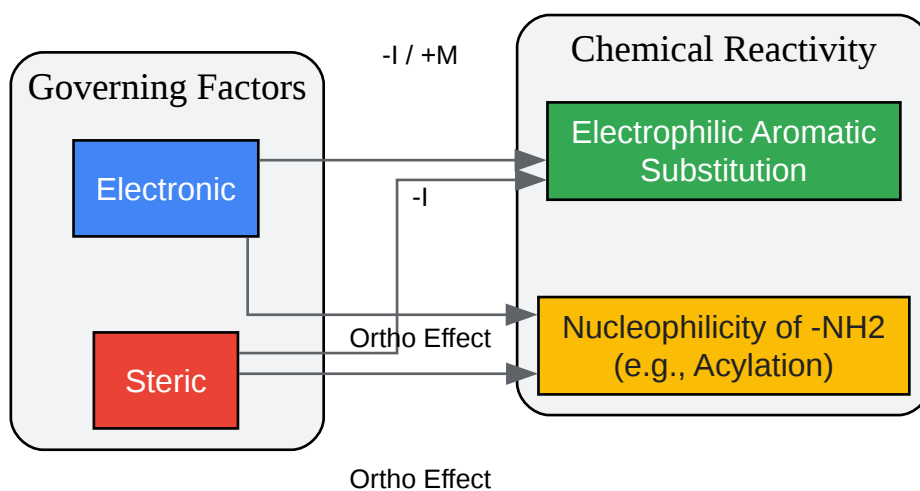 Governing Factors
Electronic
Steric
-I / +M
-I
Ortho Effect
Ortho Effect
Chemical Reactivity
Electrophilic Aromatic
Substitution
Nucleophilicity of -NH2
(e.g., Acylation)